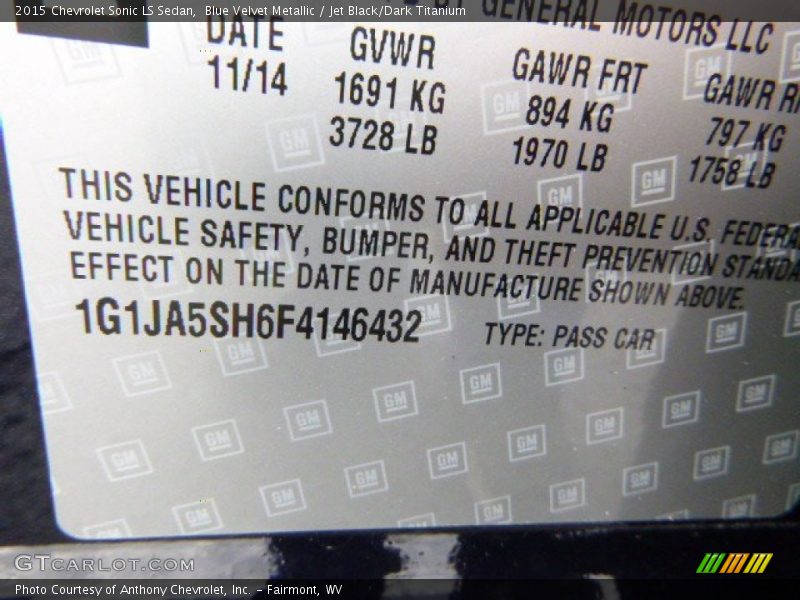 2015 Chevrolet Sonic LS Sedan,  Blue Velvet Metallic / Jet Black/Dark Titanium
GENERAL MOTORS LLC
DATE GVWR GAWR FRT GAWR
11/14 1691 KG 894 KG 797 KG
3728 LB 1970 LB 1758 LB
THIS VEHICLE CONFORMS TO ALL APPLICABLE U.S. FEDERA
VEHICLE SAFETY, BUMPER, AND THEFT PREVENTION STANDA
EFFECT ON THE DATE OF MANUFACTURE SHOWN ABOVE.
1G1JA5SH6F4146432 TYPE: PASS CAR
GTCARLOT.COM
Photo Courtesy of Anthony Chevrolet, Inc. – Fairmont, WV